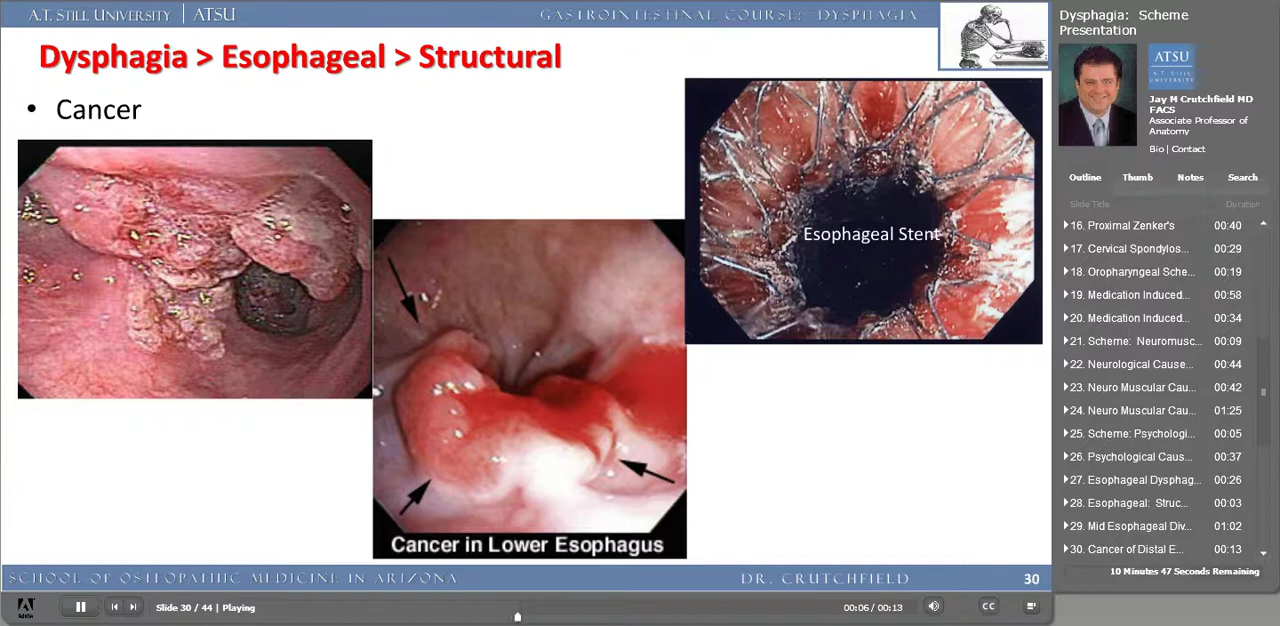 A.T. STILL UNIVERSITY | ATSU
GASTROINTESTINAL COURSE: DYSPHAGIA
Dysphagia > Esophageal > Structural
• Cancer
Esophageal Stent
Cancer in Lower Esophagus
SCHOOL OF OSTEOPATHIC MEDICINE IN ARIZONA
DR. CRUTCHFIELD
30
Dysphagia: Scheme
Presentation
ATSU
A.T. STILL
UNIVERSITY
Jay M Crutchfield MD
FACS
Associate Professor of
Anatomy
Bio | Contact
Outline Thumb Notes Search
Slide Title Duration
16. Proximal Zenker's 00:40
17. Cervical Spondylos... 00:29
18. Oropharyngeal Sche... 00:19
19. Medication Induced... 00:58
20. Medication Induced... 00:34
21. Scheme: Neuromusc... 00:09
22. Neurological Cause... 00:44
23. Neuro Muscular Cau... 00:42
24. Neuro Muscular Cau... 01:25
25. Scheme: Psychologi... 00:05
26. Psychological Caus... 00:37
27. Esophageal Dysphag... 00:26
28. Esophageal: Struc... 00:03
29. Mid Esophageal Div... 01:02
30. Cancer of Distal E... 00:13
10 Minutes 47 Seconds Remaining
Adobe
Slide 30 / 44 | Playing
00:06 / 00:13
CC